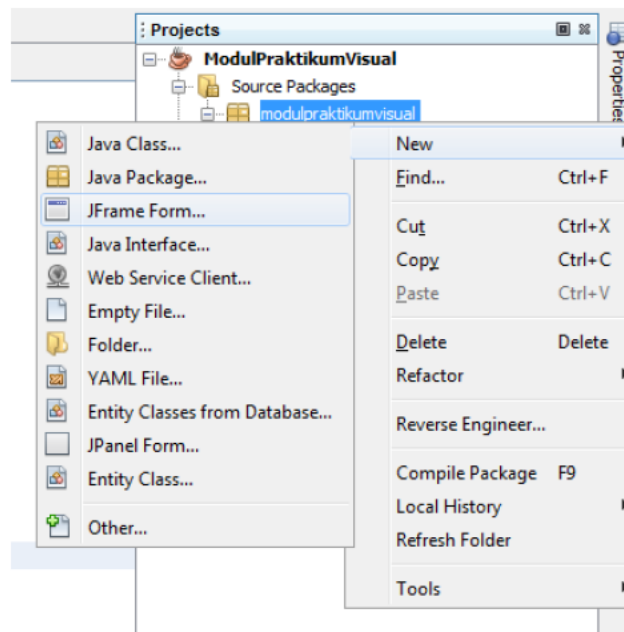 Projects
Properties
ModulPraktikumVisual
Source Packages
modulpraktikumvisual
Java Class...
Java Package...
JFrame Form...
Java Interface...
Web Service Client...
Empty File...
Folder...
YAML File...
Entity Classes from Database...
JPanel Form...
Entity Class...
Other...
New
Find... Ctrl+F
Cut Ctrl+X
Copy Ctrl+C
Paste Ctrl+V
Delete Delete
Refactor
Reverse Engineer...
Compile Package F9
Local History
Refresh Folder
Tools